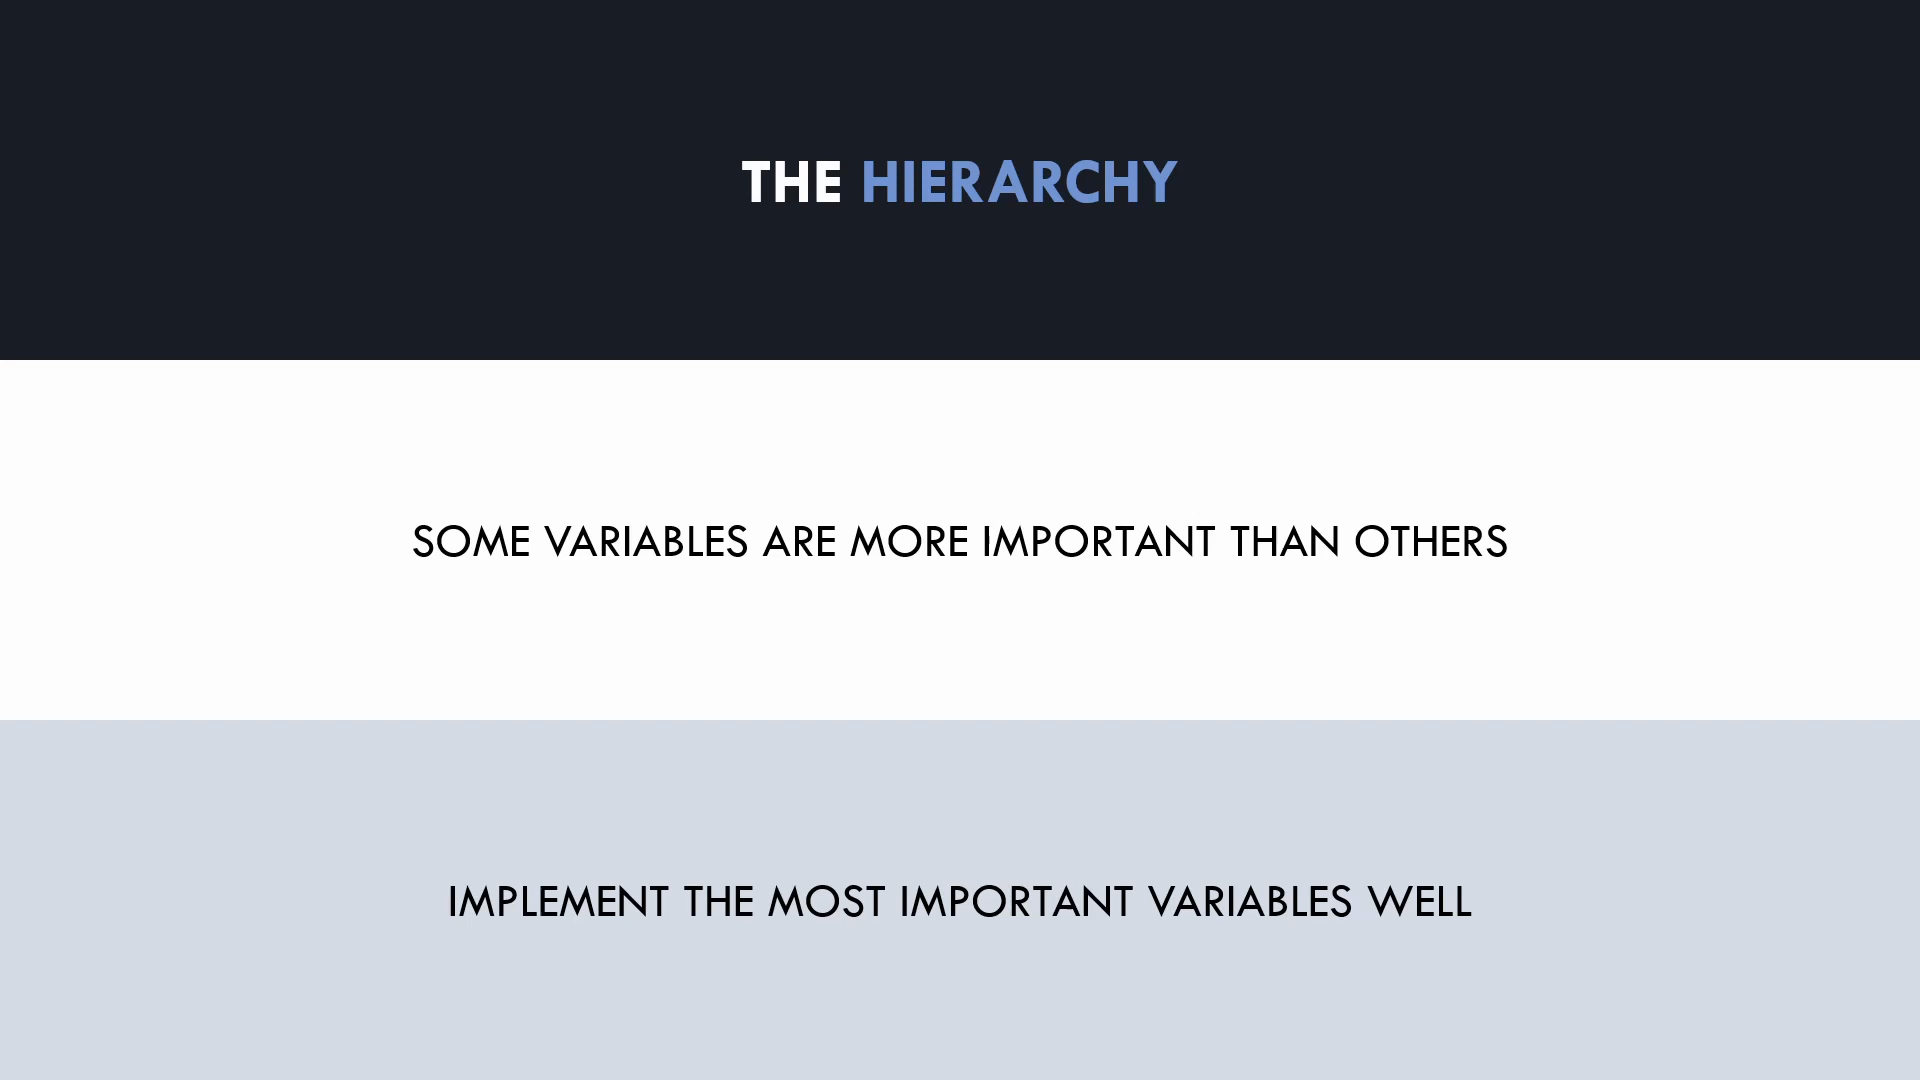 THE HIERARCHY
SOME VARIABLES ARE MORE IMPORTANT THAN OTHERS
IMPLEMENT THE MOST IMPORTANT VARIABLES WELL